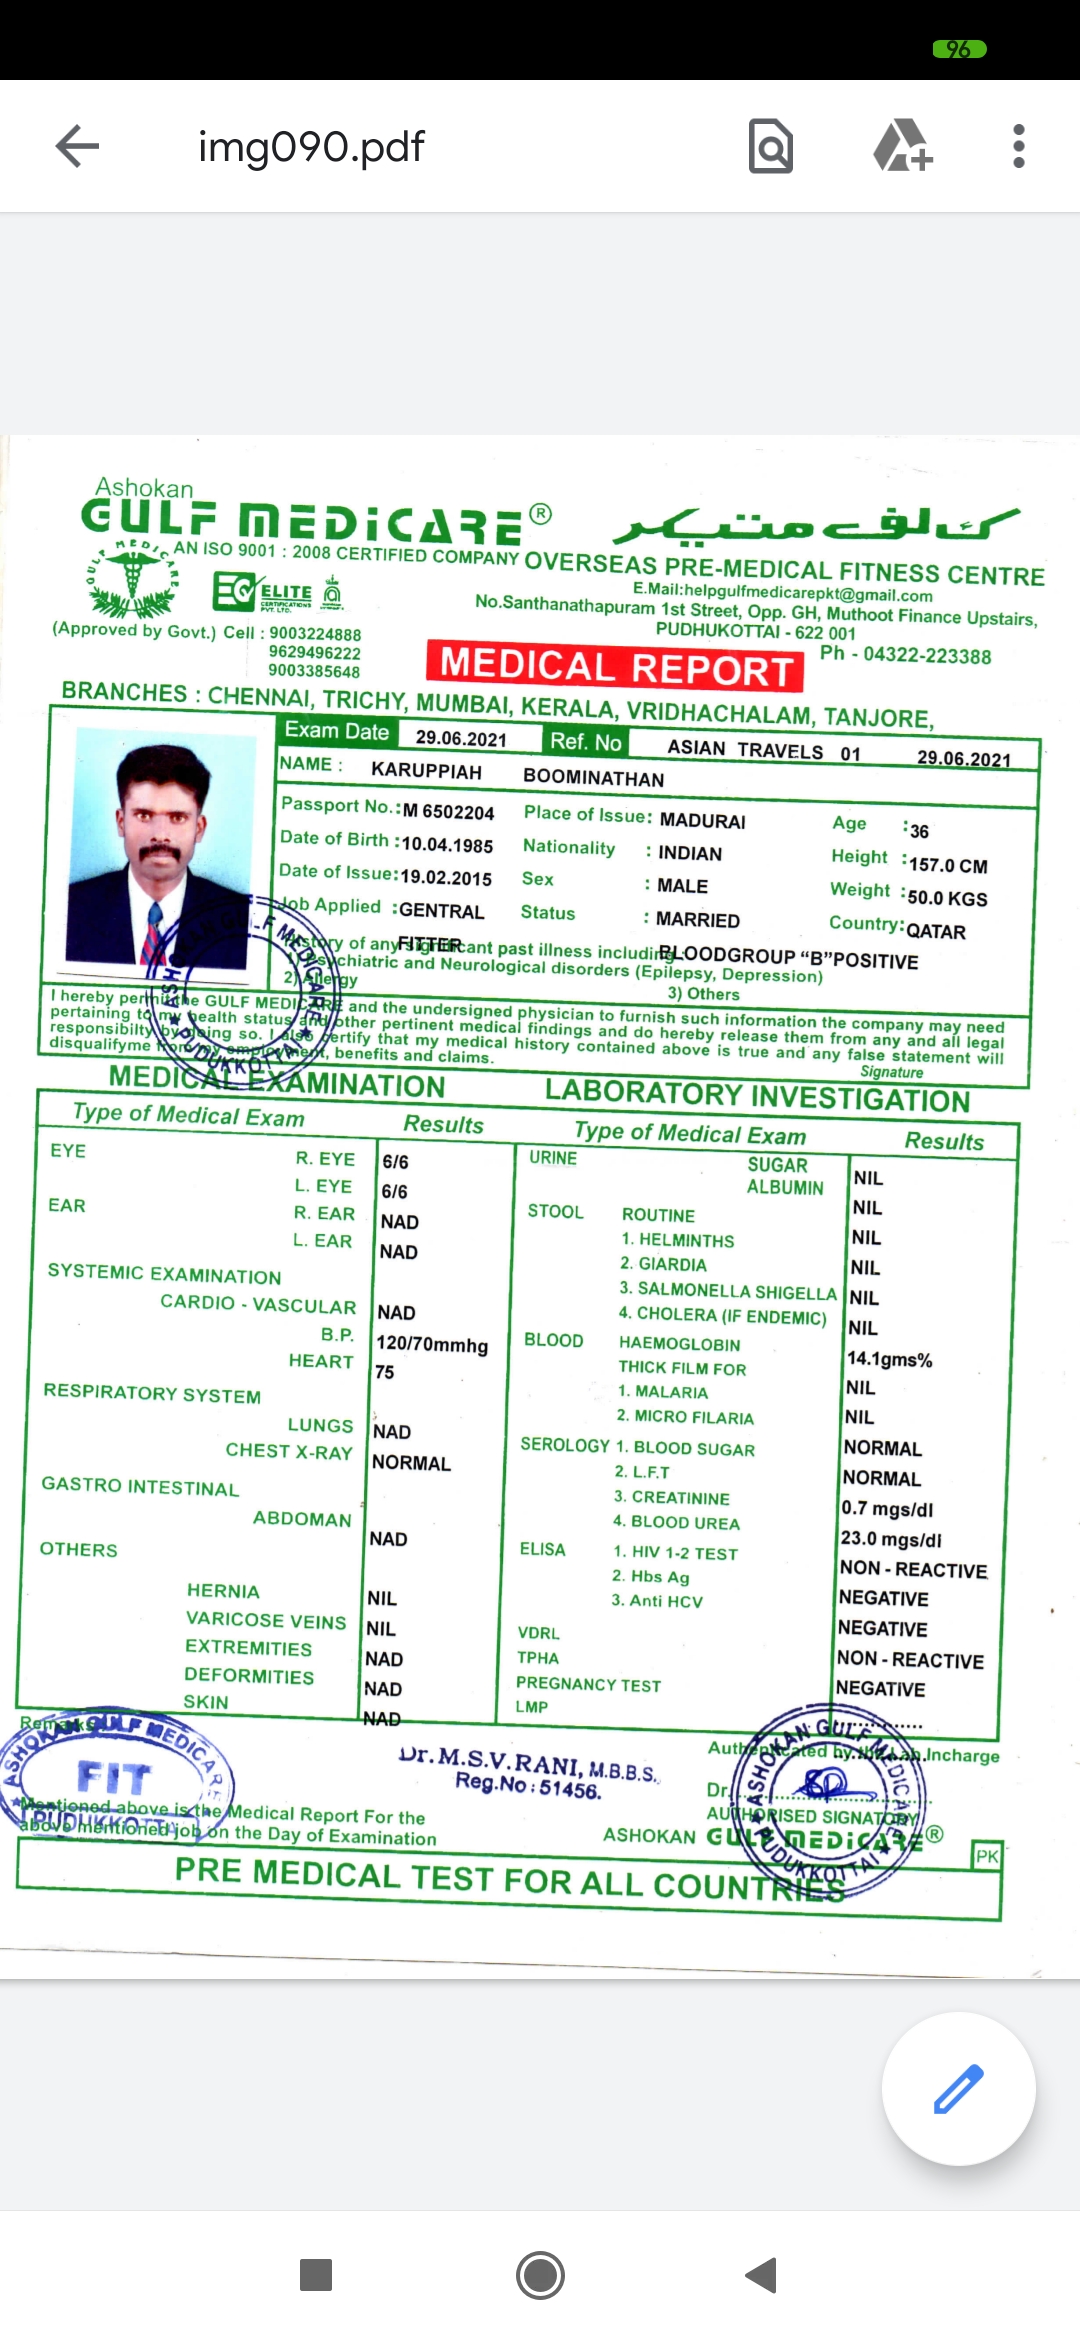 96
img090.pdf
Ashokan
GULF MEDiCARE®
AN ISO 9001 : 2008 CERTIFIED COMPANY OVERSEAS PRE-MEDICAL FITNESS CENTRE
GULF MEDICARE
EC ELITE
CERTIFICATIONS PVT. LTD.
E.Mail:helpgulfmedicarepkt@gmail.com
No.Santhanathapuram 1st Street, Opp. GH, Muthoot Finance Upstairs,
PUDHUKOTTAI - 622 001
(Approved by Govt.) Cell : 9003224888
9629496222
9003385648
Ph - 04322-223388
MEDICAL REPORT
BRANCHES : CHENNAI, TRICHY, MUMBAI, KERALA, VRIDHACHALAM, TANJORE,
Exam Date 29.06.2021 Ref. No ASIAN TRAVELS 01 29.06.2021
NAME : KARUPPIAH BOOMINATHAN
Passport No.:M 6502204 Place of Issue: MADURAI Age :36
Date of Birth :10.04.1985 Nationality : INDIAN Height :157.0 CM
Date of Issue:19.02.2015 Sex : MALE Weight :50.0 KGS
Job Applied :GENTRAL Status : MARRIED Country:QATAR
FITTER BLOODGROUP “B”POSITIVE
History of any significant past illness including
1) Psychiatric and Neurological disorders (Epilepsy, Depression)
2) Allergy 3) Others
I hereby permit the GULF MEDICARE and the undersigned physician to furnish such information the company may need
pertaining to my health status and other pertinent medical findings and do hereby release them from any and all legal
responsibilty by doing so. I also certify that my medical history contained above is true and any false statement will
disqualifyme from my employment, benefits and claims.
Signature
ASHOKAN GULF MEDICARE
PUDUKKOTTAI
MEDICAL EXAMINATION LABORATORY INVESTIGATION
Type of Medical Exam Results Type of Medical Exam Results
EYE R. EYE 6/6 URINE SUGAR NIL
L. EYE 6/6 ALBUMIN NIL
EAR R. EAR NAD STOOL ROUTINE NIL
L. EAR NAD 1. HELMINTHS NIL
SYSTEMIC EXAMINATION 2. GIARDIA NIL
CARDIO - VASCULAR NAD 3. SALMONELLA SHIGELLA NIL
4. CHOLERA (IF ENDEMIC)
B.P. 120/70mmhg BLOOD HAEMOGLOBIN 14.1gms%
HEART 75 THICK FILM FOR
RESPIRATORY SYSTEM 1. MALARIA NIL
LUNGS NAD 2. MICRO FILARIA NIL
CHEST X-RAY NORMAL SEROLOGY 1. BLOOD SUGAR NORMAL
GASTRO INTESTINAL 2. L.F.T NORMAL
ABDOMAN NAD 3. CREATININE 0.7 mgs/dl
4. BLOOD UREA 23.0 mgs/dl
OTHERS ELISA 1. HIV 1-2 TEST NON - REACTIVE
HERNIA NIL 2. Hbs Ag NEGATIVE
VARICOSE VEINS NIL 3. Anti HCV NEGATIVE
EXTREMITIES NAD VDRL NON - REACTIVE
DEFORMITIES NAD TPHA NEGATIVE
SKIN NAD PREGNANCY TEST
LMP ............
Remarks
ASHOKAN GULF MEDICARE
FIT
PUDUKKOTTAI
Dr.M.S.V.RANI, M.B.B.S.,
Reg.No:51456.
Authenticated by the Lab.Incharge
Dr.
AUTHORISED SIGNATORY
ASHOKAN GULF MEDiCARE®
ASHOKAN GULF MEDICARE
PUDUKKOTTAI
Mentioned above is the Medical Report For the
above mentioned job on the Day of Examination
PK
PRE MEDICAL TEST FOR ALL COUNTRIES